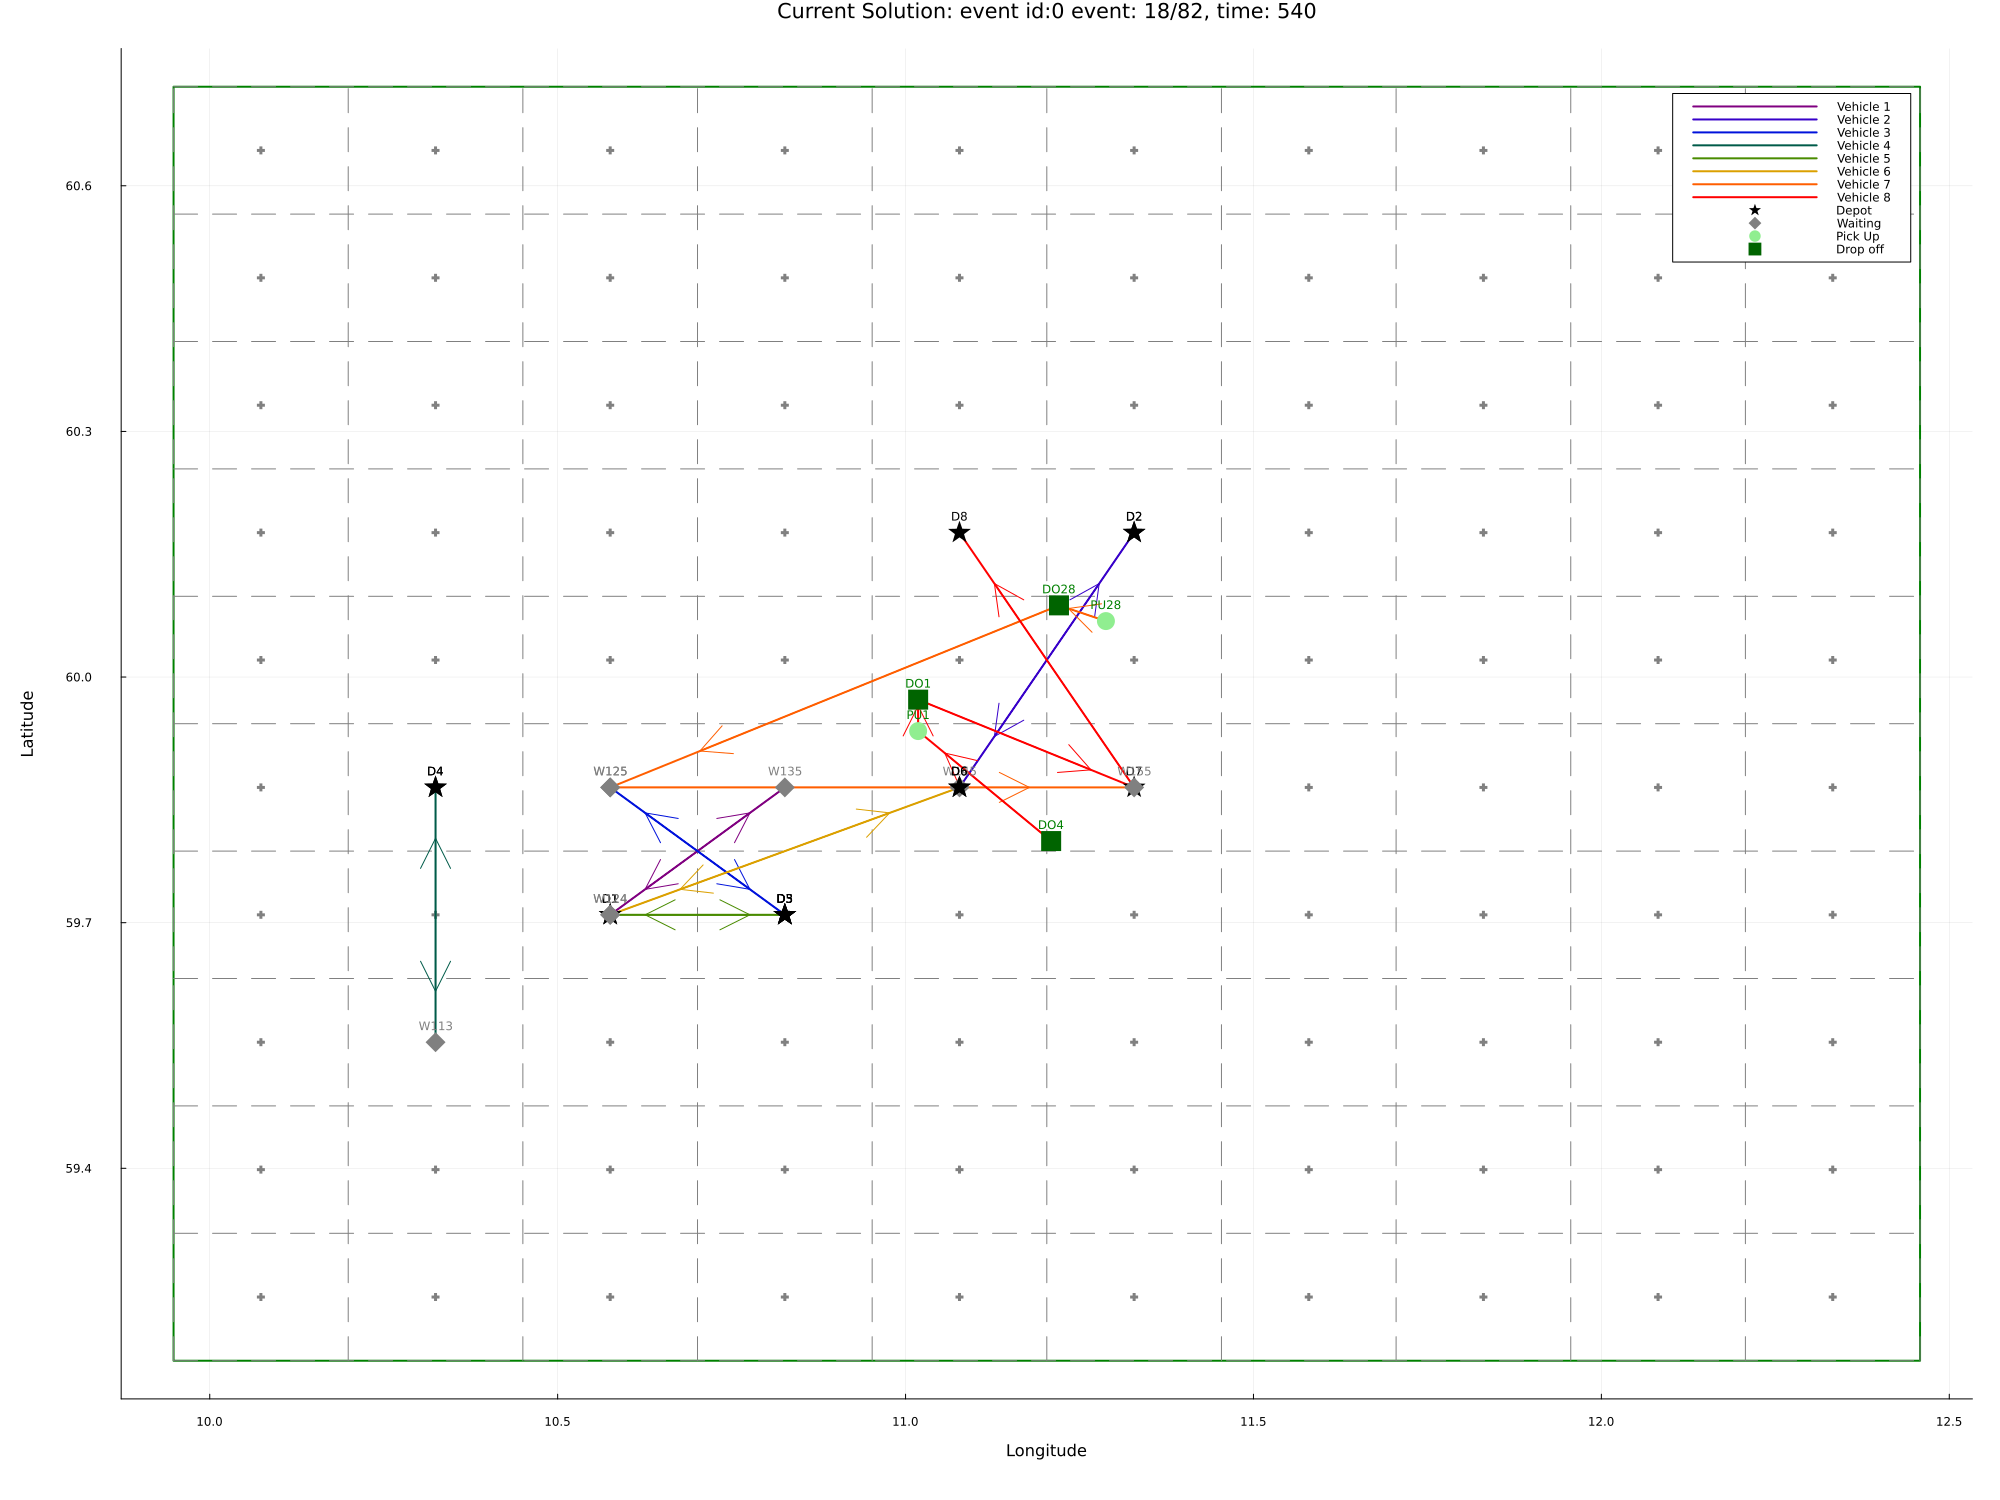 Current Solution: event id:0 event: 18/82, time: 540
Vehicle 1
Vehicle 2
Vehicle 3
Vehicle 4
Vehicle 5
Vehicle 6
Vehicle 7
Vehicle 8
Depot
Waiting
Pick Up
Drop off
60.6
60.3
60.0
59.7
59.4
Latitude
D8
D2
DO28
PU28
DO1
PU1
D4
W125
W135
D6
D7
DO4
W113
10.0
10.5
11.0
11.5
12.0
12.5
Longitude